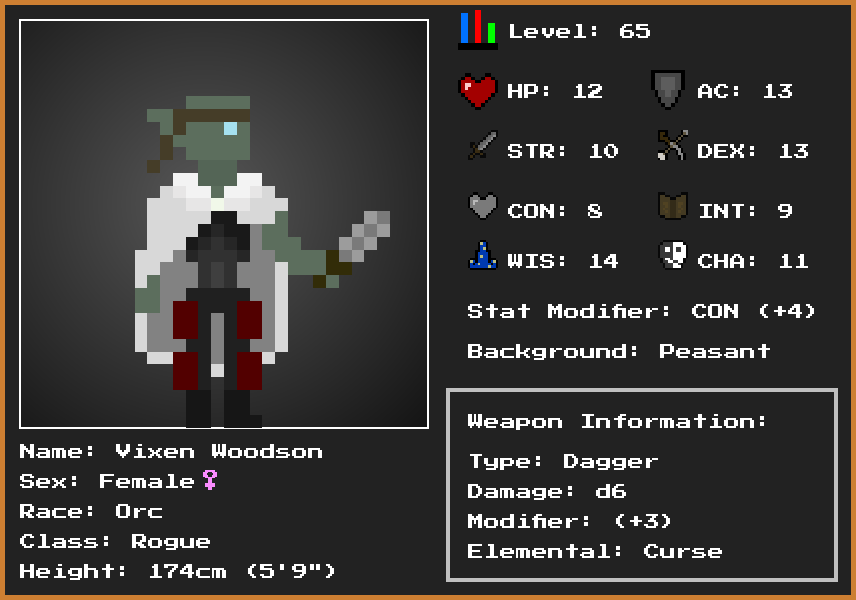 Level: 65
HP: 12
AC: 13
STR: 10
DEX: 13
CON: 8
INT: 9
WIS: 14
CHA: 11
Stat Modifier: CON (+4)
Background: Peasant
Weapon Information:
Type: Dagger
Damage: d6
Modifier: (+3)
Elemental: Curse
Name: Vixen Woodson
Sex: Female♀
Race: Orc
Class: Rogue
Height: 174cm (5'9")